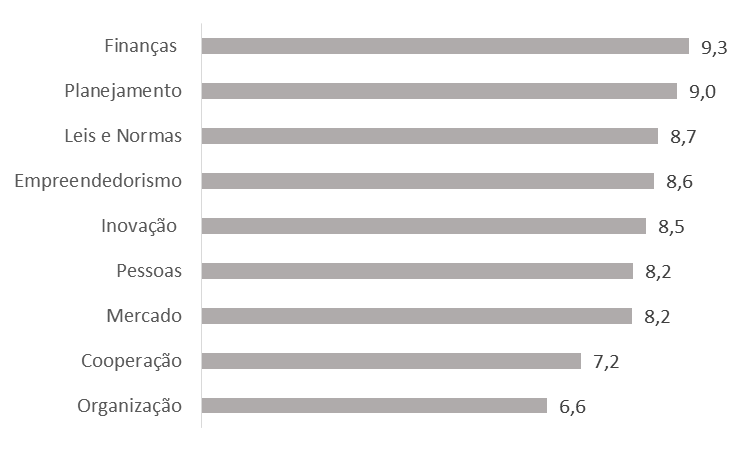 Finanças 9,3
Planejamento 9,0
Leis e Normas 8,7
Empreendedorismo 8,6
Inovação 8,5
Pessoas 8,2
Mercado 8,2
Cooperação 7,2
Organização 6,6